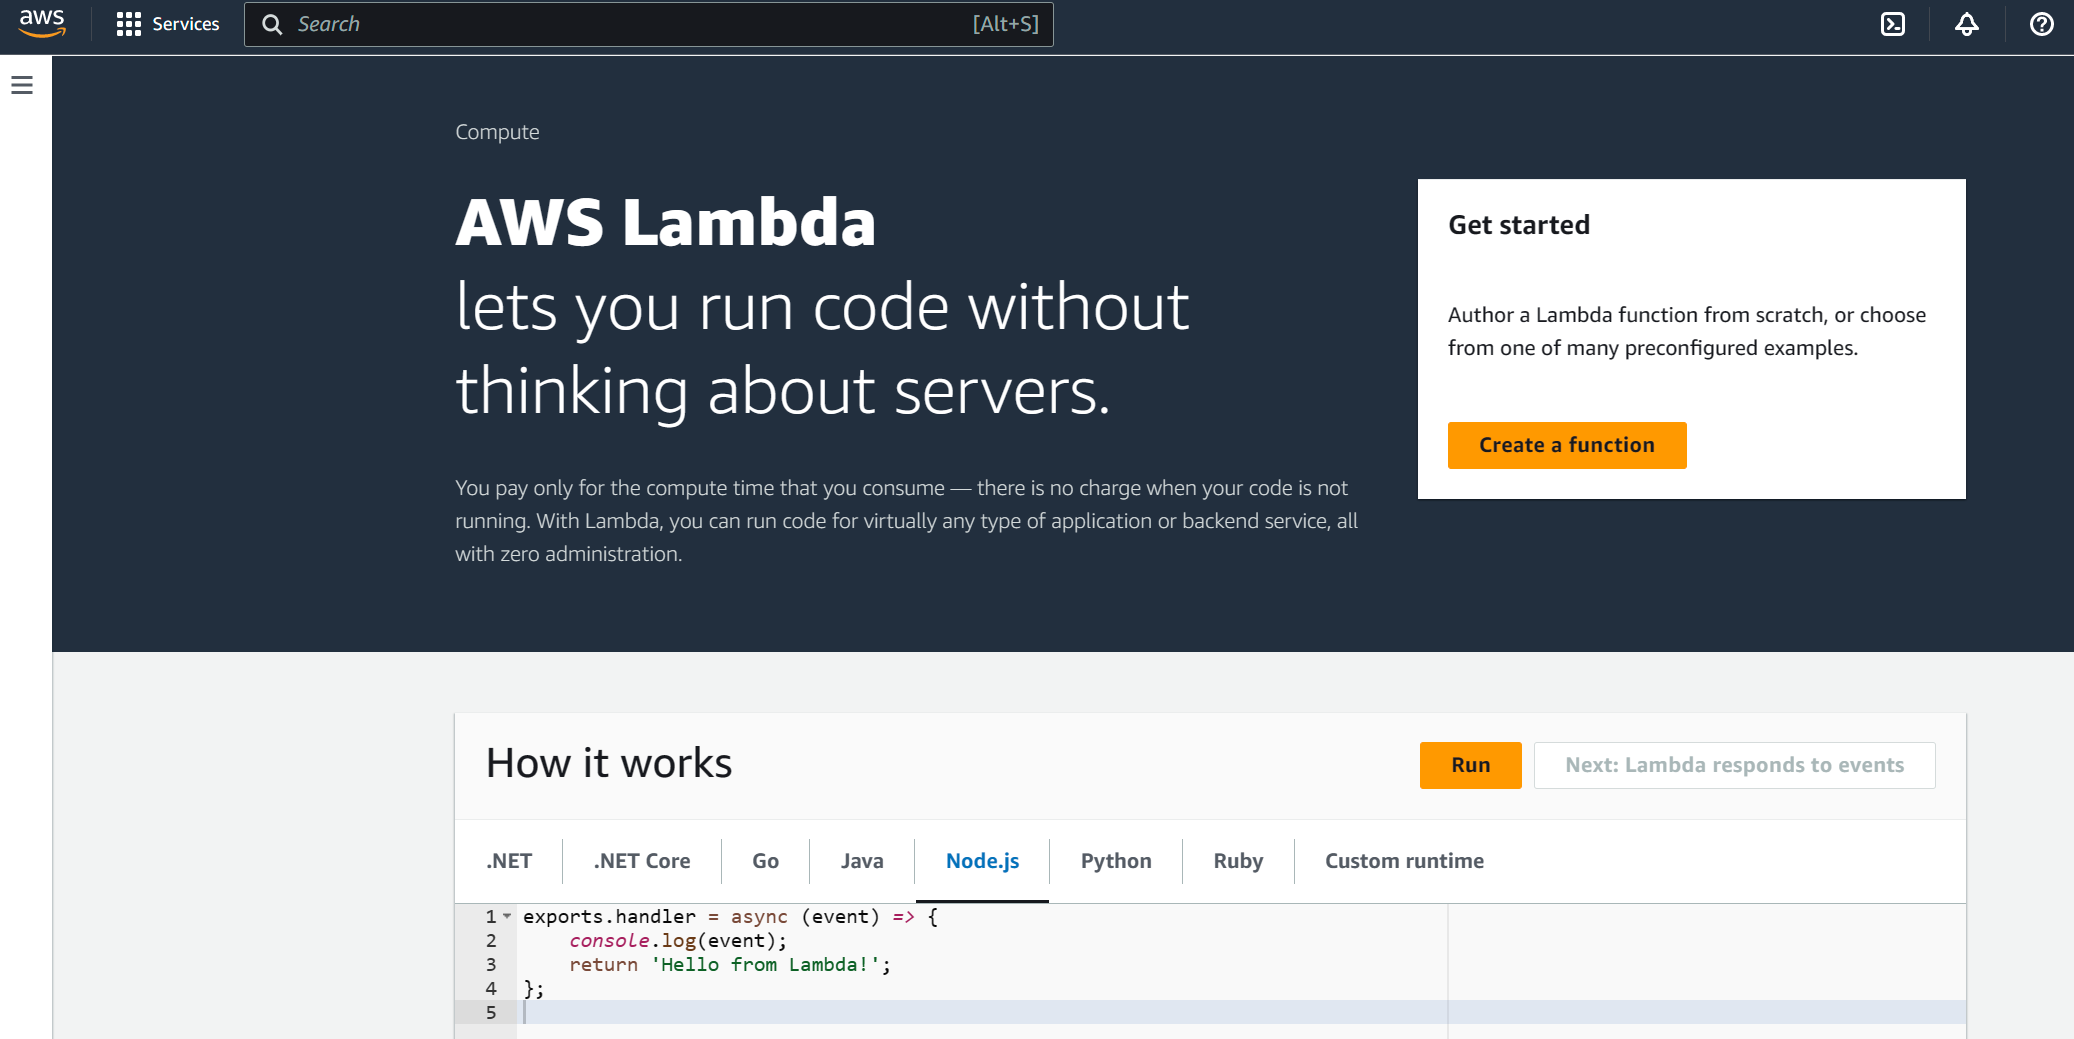 aws
Services
Search
[Alt+S]
Compute
AWS Lambda
lets you run code without
thinking about servers.
You pay only for the compute time that you consume — there is no charge when your code is not
running. With Lambda, you can run code for virtually any type of application or backend service, all
with zero administration.
Get started
Author a Lambda function from scratch, or choose
from one of many preconfigured examples.
Create a function
How it works
Run
Next: Lambda responds to events
.NET
.NET Core
Go
Java
Node.js
Python
Ruby
Custom runtime
1 exports.handler = async (event) => {
2     console.log(event);
3     return 'Hello from Lambda!';
4 };
5